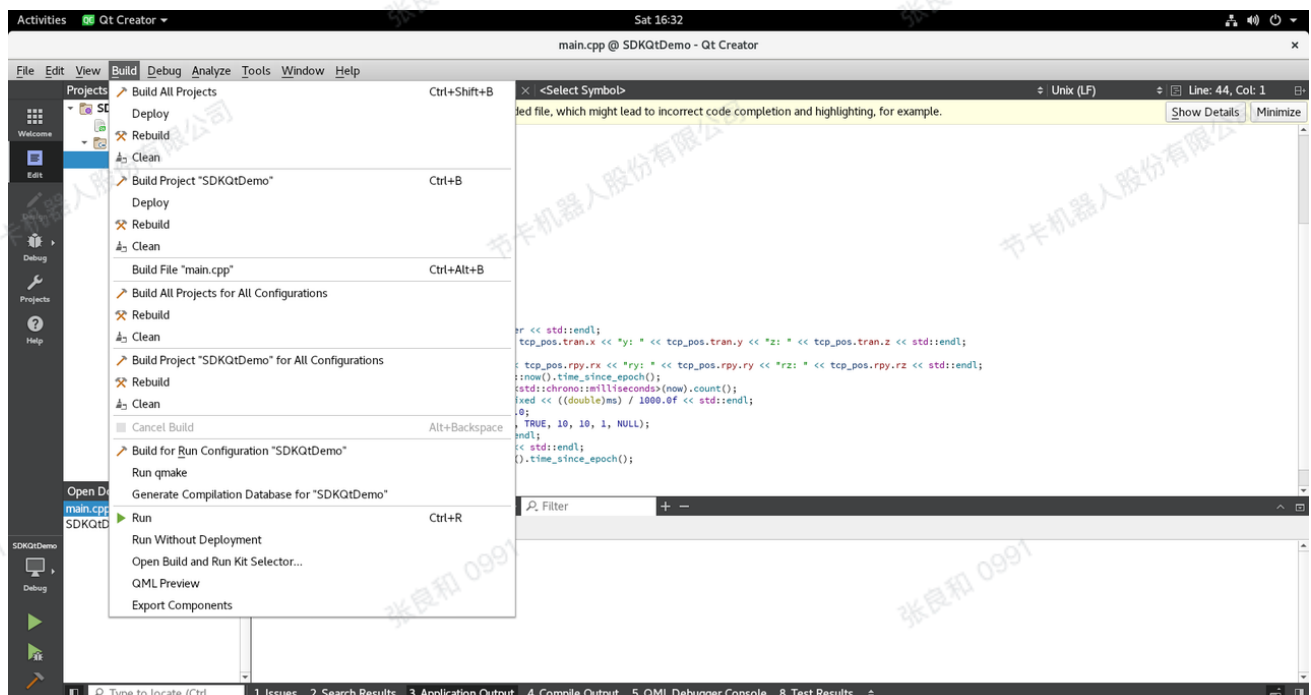 Activities Qt Creator Sat 16:32
main.cpp @ SDKQtDemo - Qt Creator
File Edit View Build Debug Analyze Tools Window Help
Projects
<Select Symbol> Unix (LF) Line: 44, Col: 1
Show Details Minimize
file, which might lead to incorrect code completion and highlighting, for example.
Welcome
Edit
Debug
Projects
Help
Build All Projects Ctrl+Shift+B
Deploy
Rebuild
Clean
Build Project "SDKQtDemo" Ctrl+B
Deploy
Rebuild
Clean
Build File "main.cpp" Ctrl+Alt+B
Build All Projects for All Configurations
Rebuild
Clean
Build Project "SDKQtDemo" for All Configurations
Rebuild
Clean
Cancel Build Alt+Backspace
Build for Run Configuration "SDKQtDemo"
Run qmake
Generate Compilation Database for "SDKQtDemo"
Run Ctrl+R
Run Without Deployment
Open Build and Run Kit Selector...
QML Preview
Export Components
er << std::endl;
tcp_pos.tran.x << "y: " << tcp_pos.tran.y << "z: " << tcp_pos.tran.z << std::endl;
< tcp_pos.rpy.rx << "ry: " << tcp_pos.rpy.ry << "rz: " << tcp_pos.rpy.rz << std::endl;
::now().time_since_epoch();
<std::chrono::milliseconds>(now).count();
ixed << ((double)ms) / 1000.0f << std::endl;
.0;
, TRUE, 10, 10, 1, NULL);
endl;
<< std::endl;
().time_since_epoch();
main.cpp
Filter
SDKQtDemo
Debug
Type to locate (Ctrl
1 Issues 2 Search Results 3 Application Output 4 Compile Output 5 QML Debugger Console 8 Test Results
节卡机器人股份有限公司
节卡机器人股份有限公司
张良和 0991
张良和 0991